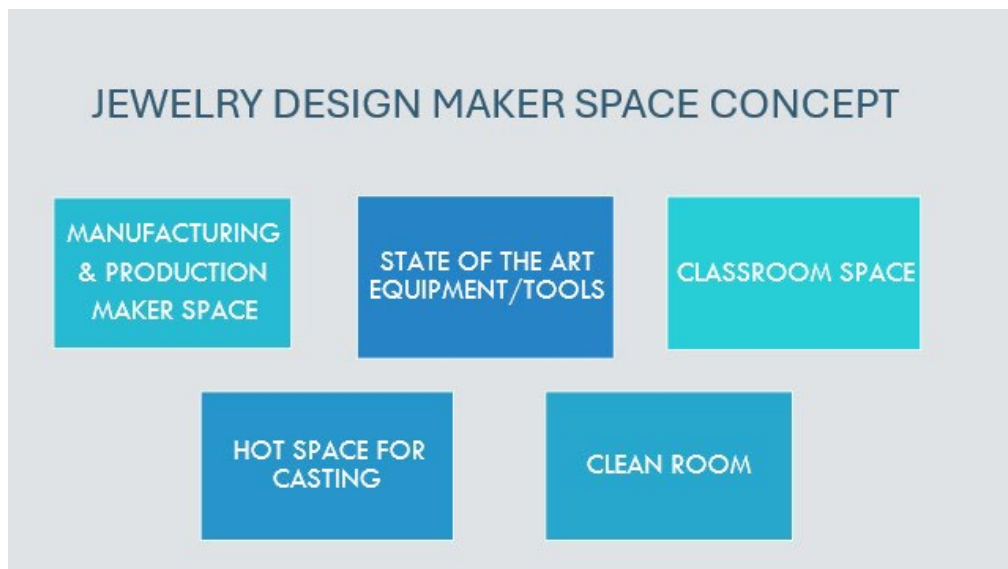 JEWELRY DESIGN MAKER SPACE CONCEPT
MANUFACTURING
& PRODUCTION
MAKER SPACE
STATE OF THE ART
EQUIPMENT/TOOLS
CLASSROOM SPACE
HOT SPACE FOR
CASTING
CLEAN ROOM